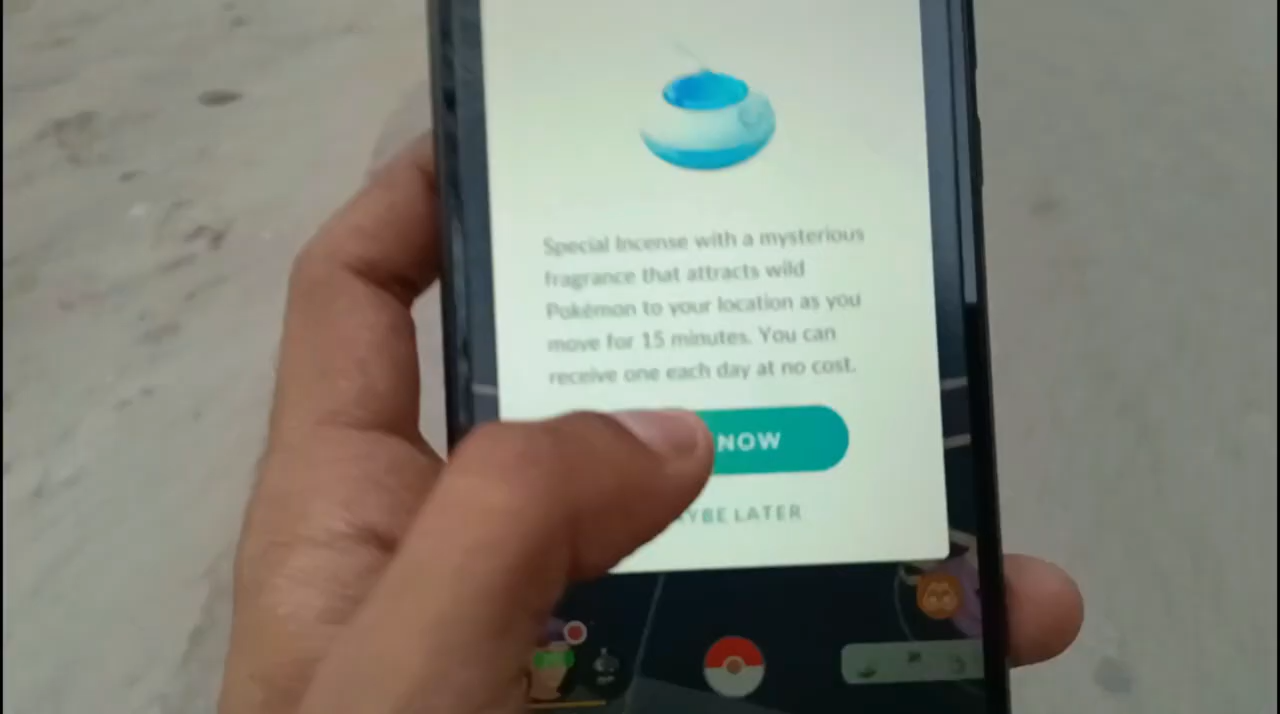 Special Incense with a mysterious
fragrance that attracts wild
Pokémon to your location as you
move for 15 minutes. You can
receive one each day at no cost.
NOW
YBE LATER